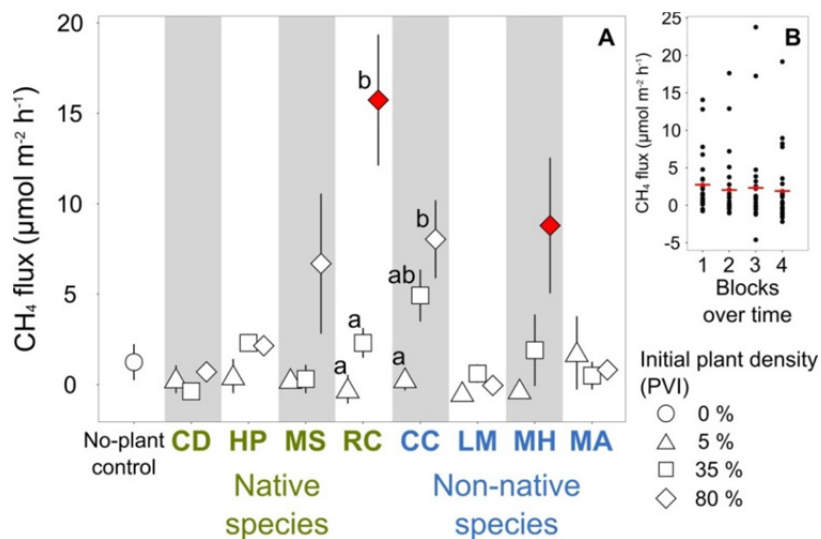 A
CH₄ flux (µmol m⁻² h⁻¹)
20
15
10
5
0
b
a
a
a
ab
b
No-plant
control
CD HP MS RC CC LM MH MA
Native
species
Non-native
species
B
CH₄ flux (µmol m⁻² h⁻¹)
25
20
15
10
5
0
-5
1 2 3 4
Blocks
over time
Initial plant density
(PVI)
0 %
5 %
35 %
80 %